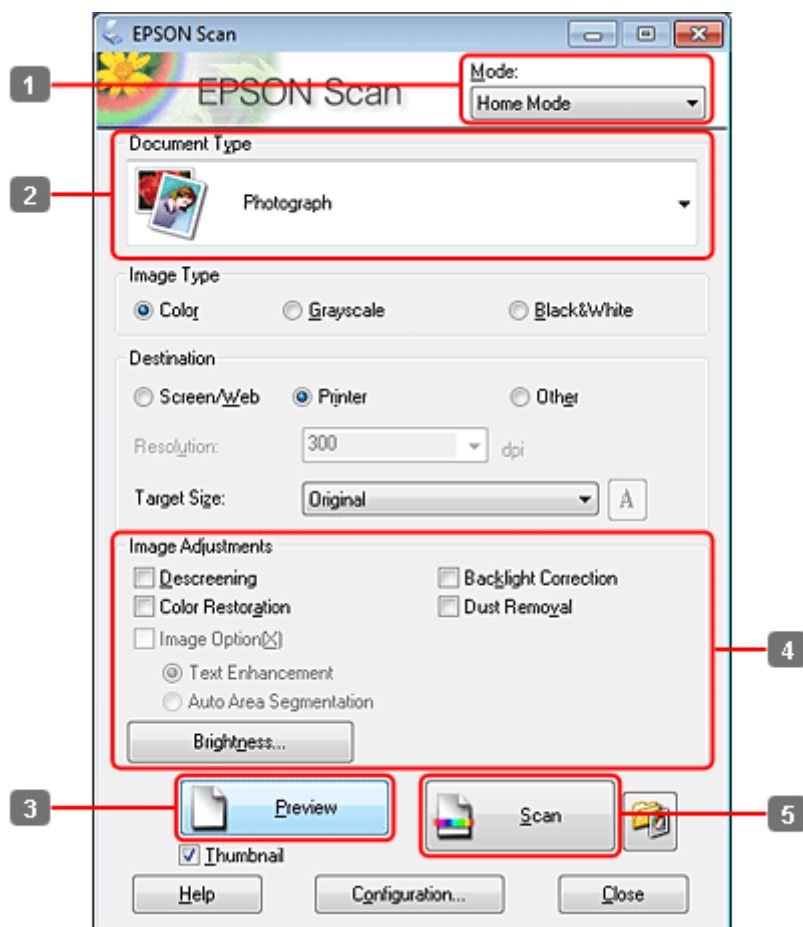 EPSON Scan
EPSON Scan
Mode:
1
Home Mode
Document Type
2
Photograph
Image Type
Color Grayscale Black&White
Destination
Screen/Web Printer Other
Resolution: 300 dpi
Target Size: Original A
Image Adjustments
Descreening Backlight Correction
Color Restoration Dust Removal
Image Option(X)
4
Text Enhancement
Auto Area Segmentation
Brightness...
3 Preview Scan 5
Thumbnail
Help Configuration... Close